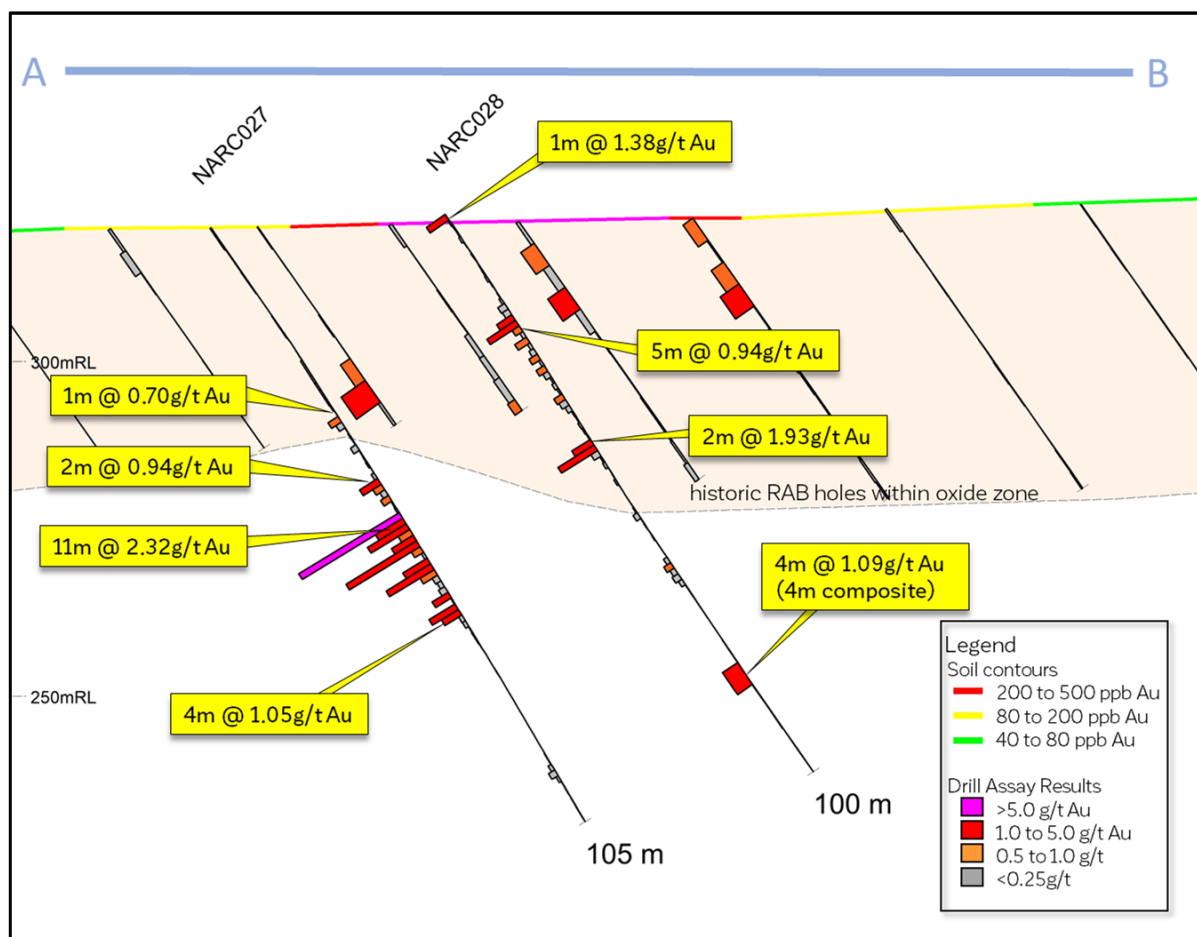 A
B
NARC027
NARC028
1m @ 1.38g/t Au
5m @ 0.94g/t Au
300mRL
1m @ 0.70g/t Au
2m @ 1.93g/t Au
2m @ 0.94g/t Au
historic RAB holes within oxide zone
11m @ 2.32g/t Au
4m @ 1.09g/t Au
(4m composite)
250mRL
4m @ 1.05g/t Au
100 m
105 m
Legend
Soil contours
200 to 500 ppb Au
80 to 200 ppb Au
40 to 80 ppb Au
Drill Assay Results
>5.0 g/t Au
1.0 to 5.0 g/t Au
0.5 to 1.0 g/t
<0.25g/t